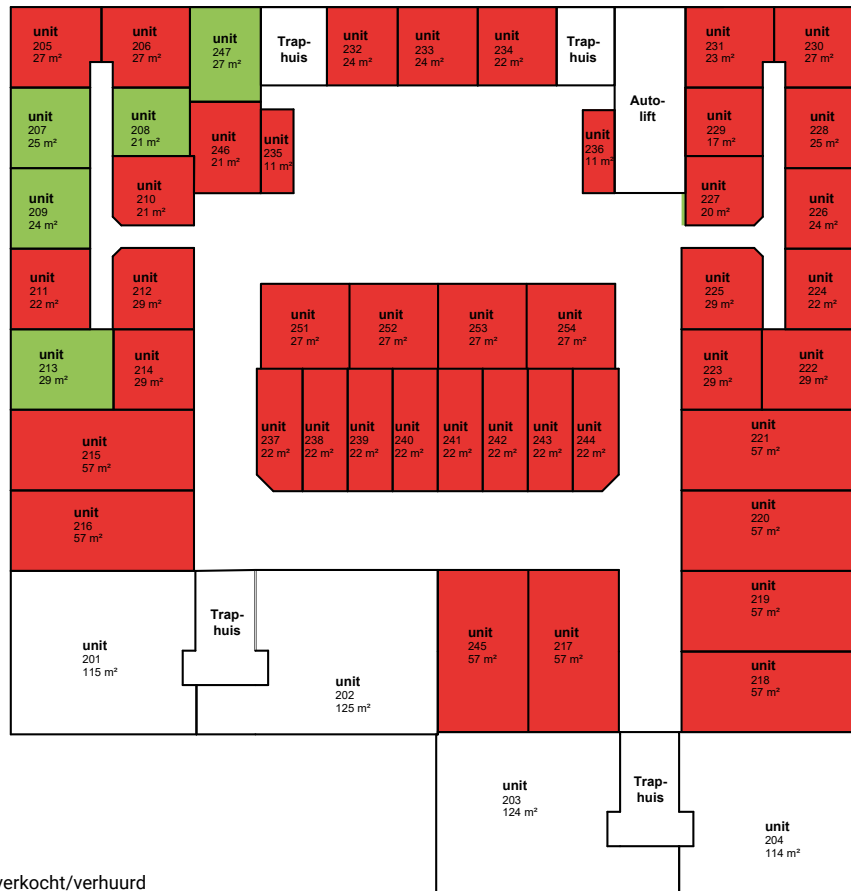 unit
205
27 m²
unit
206
27 m²
unit
247
27 m²
Trap-
huis
unit
232
24 m²
unit
233
24 m²
unit
234
22 m²
Trap-
huis
Auto-
lift
unit
231
23 m²
unit
230
27 m²
unit
207
25 m²
unit
208
21 m²
unit
246
21 m²
unit
235
11 m²
unit
236
11 m²
unit
229
17 m²
unit
228
25 m²
unit
209
24 m²
unit
210
21 m²
unit
227
20 m²
unit
226
24 m²
unit
211
22 m²
unit
212
29 m²
unit
225
29 m²
unit
224
22 m²
unit
251
27 m²
unit
252
27 m²
unit
253
27 m²
unit
254
27 m²
unit
213
29 m²
unit
214
29 m²
unit
223
29 m²
unit
222
29 m²
unit
237
22 m²
unit
238
22 m²
unit
239
22 m²
unit
240
22 m²
unit
241
22 m²
unit
242
22 m²
unit
243
22 m²
unit
244
22 m²
unit
215
57 m²
unit
221
57 m²
unit
216
57 m²
unit
220
57 m²
unit
219
57 m²
unit
201
115 m²
Trap-
huis
unit
202
125 m²
unit
245
57 m²
unit
217
57 m²
unit
218
57 m²
unit
203
124 m²
Trap-
huis
unit
204
114 m²
verkocht/verhuurd